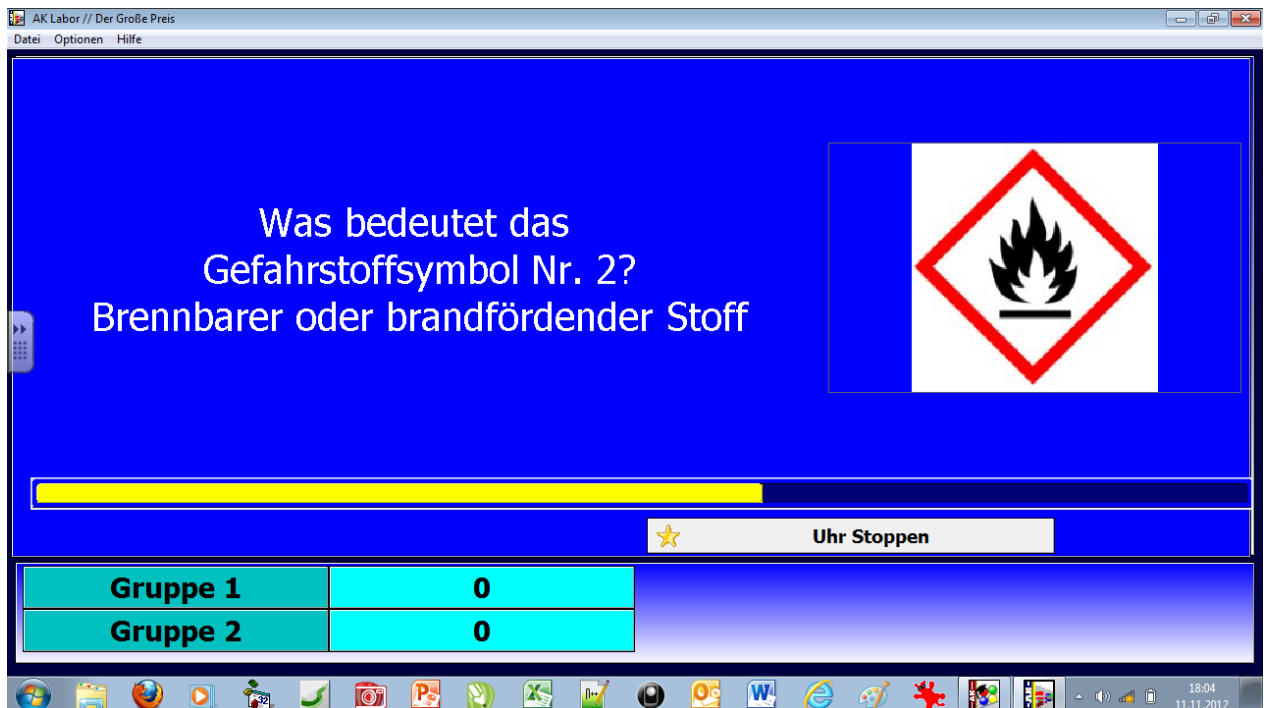 AK Labor // Der Große Preis
Datei Optionen Hilfe
Was bedeutet das
Gefahrstoffsymbol Nr. 2?
Brennbarer oder brandfördender Stoff
Uhr Stoppen
Gruppe 1 0
Gruppe 2 0
18:04
11.11.2012